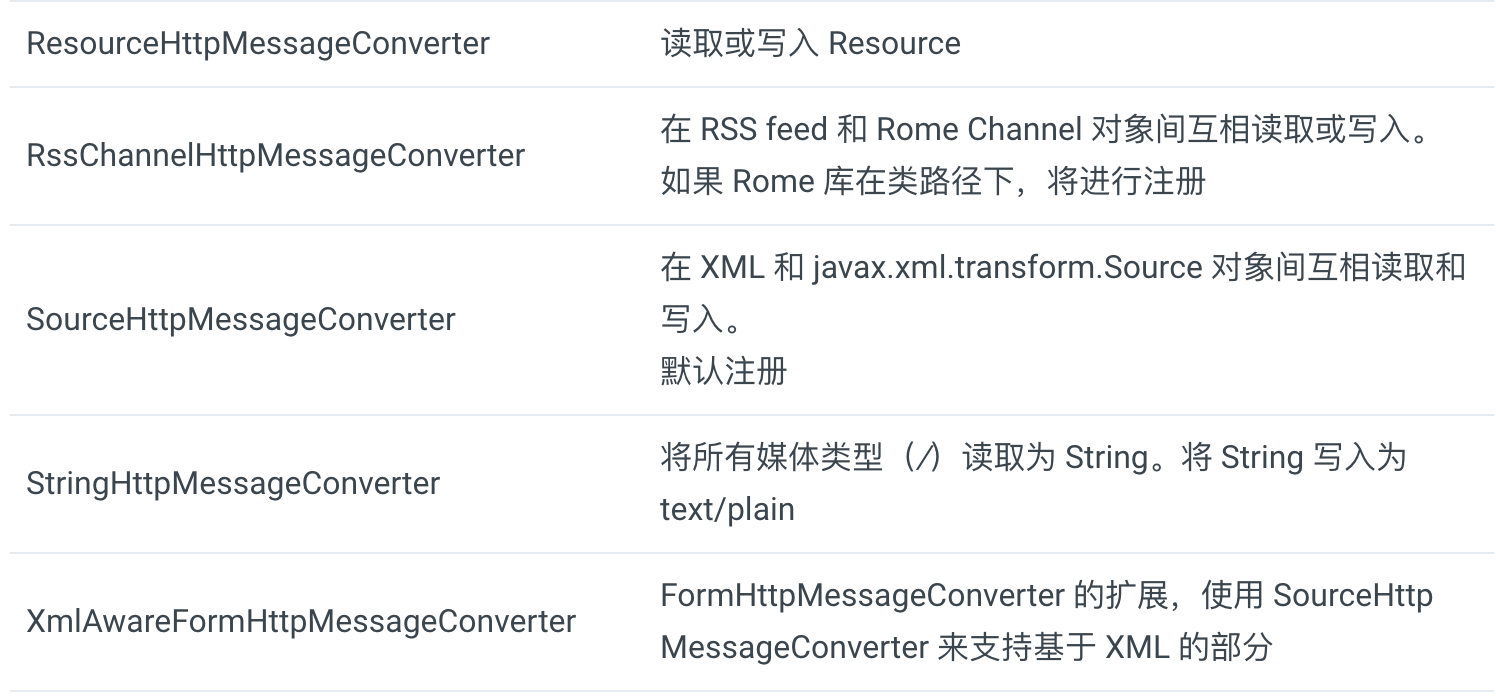 ResourceHttpMessageConverter
读取或写入 Resource
RssChannelHttpMessageConverter
在 RSS feed 和 Rome Channel 对象间互相读取或写入。
如果 Rome 库在类路径下，将进行注册
SourceHttpMessageConverter
在 XML 和 javax.xml.transform.Source 对象间互相读取和
写入。
默认注册
StringHttpMessageConverter
将所有媒体类型（/）读取为 String。将 String 写入为
text/plain
XmlAwareFormHttpMessageConverter
FormHttpMessageConverter 的扩展，使用 SourceHttp
MessageConverter 来支持基于 XML 的部分